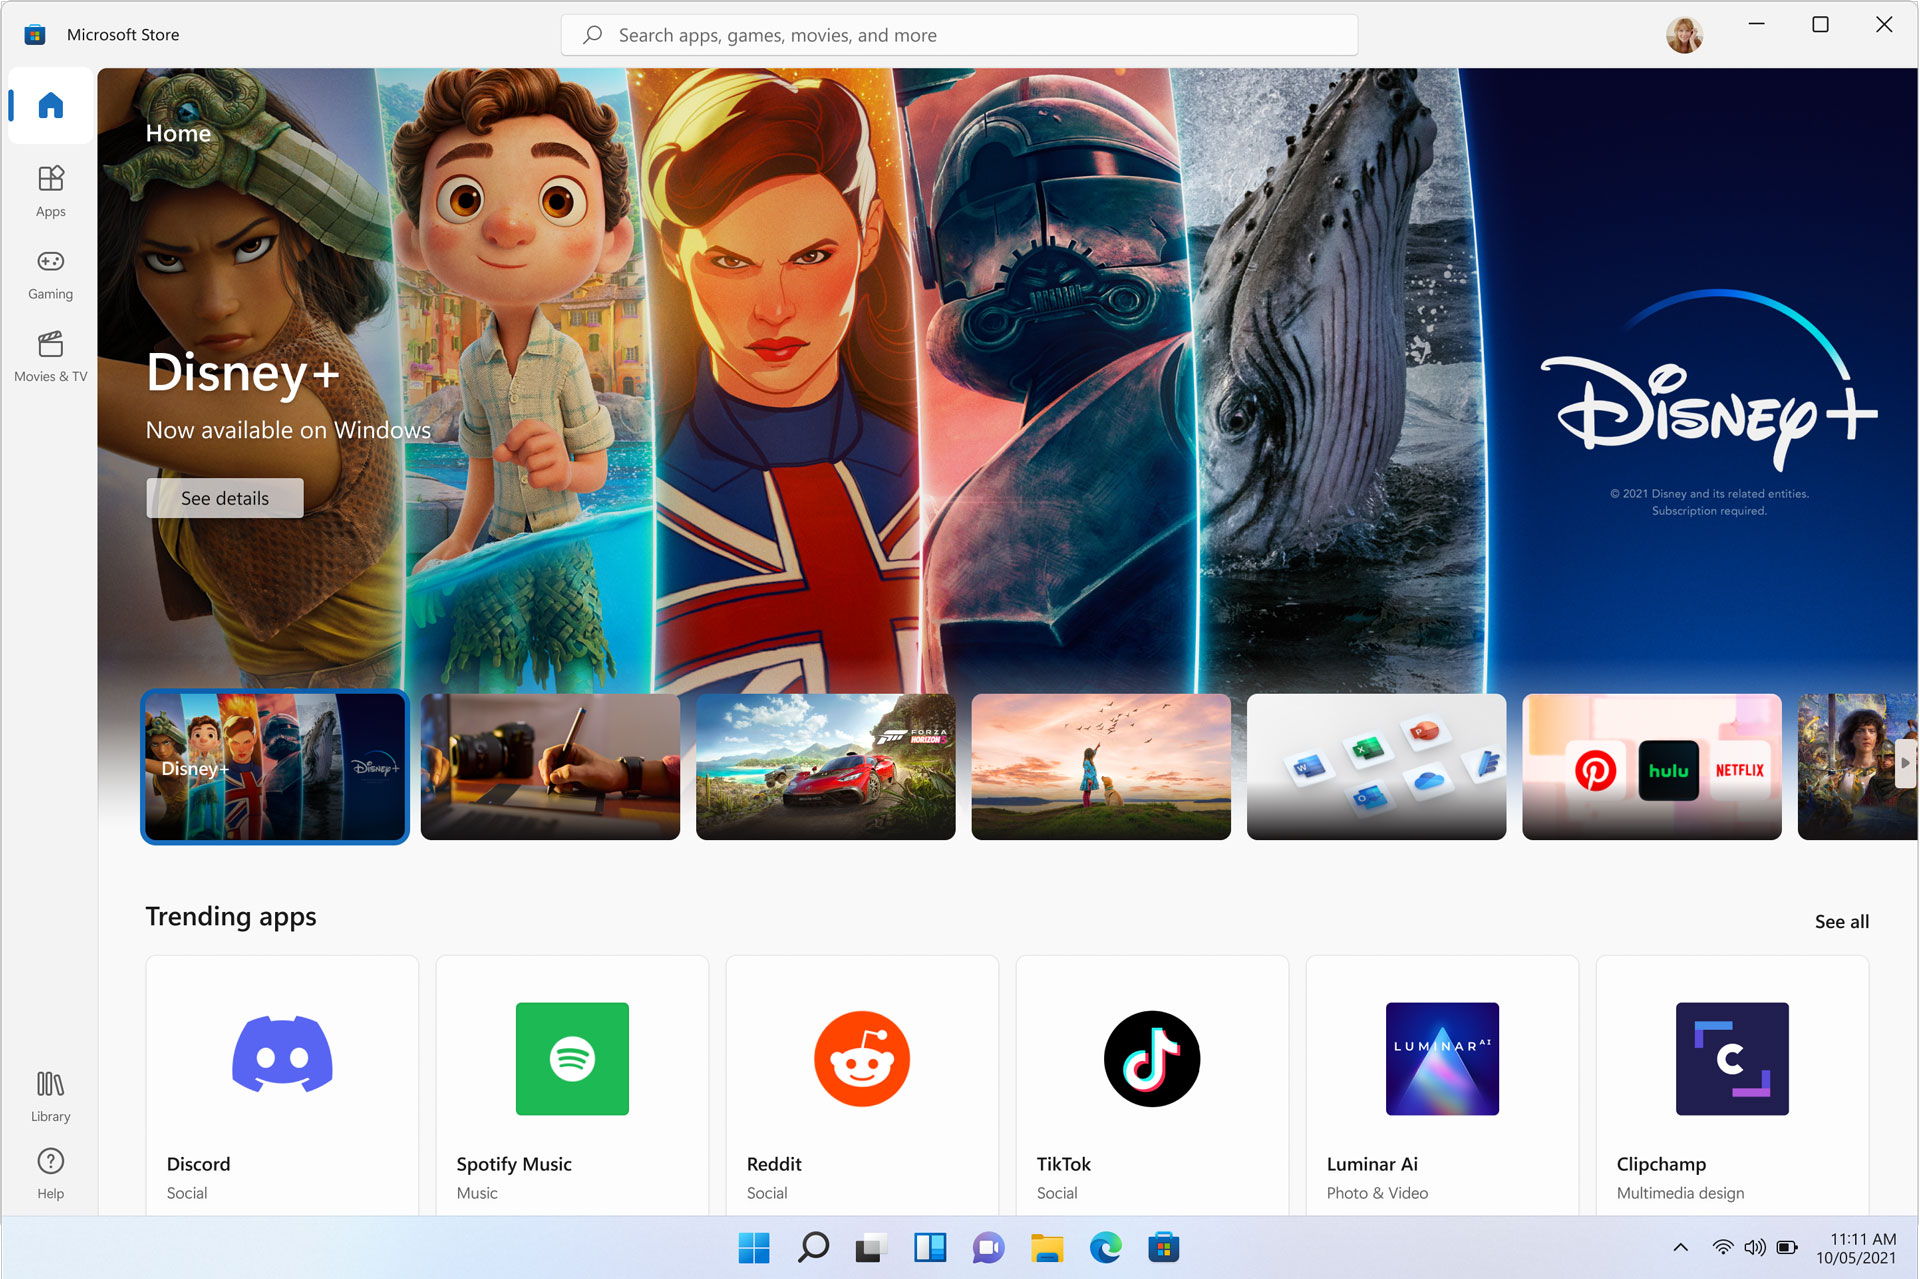 Microsoft Store
Search apps, games, movies, and more
Home
Apps
Gaming
Movies & TV
Disney+
Now available on Windows
See details
Disney+
© 2021 Disney and its related entities.
Subscription required.
Disney+
Disney+
FORZA
HORIZON 5
W
X
P
O
hulu
NETFLIX
Trending apps
See all
LUMINAR AI
C
Discord
Social
Spotify Music
Music
Reddit
Social
TikTok
Social
Luminar Ai
Photo & Video
Clipchamp
Multimedia design
Library
Help
11:11 AM
10/05/2021